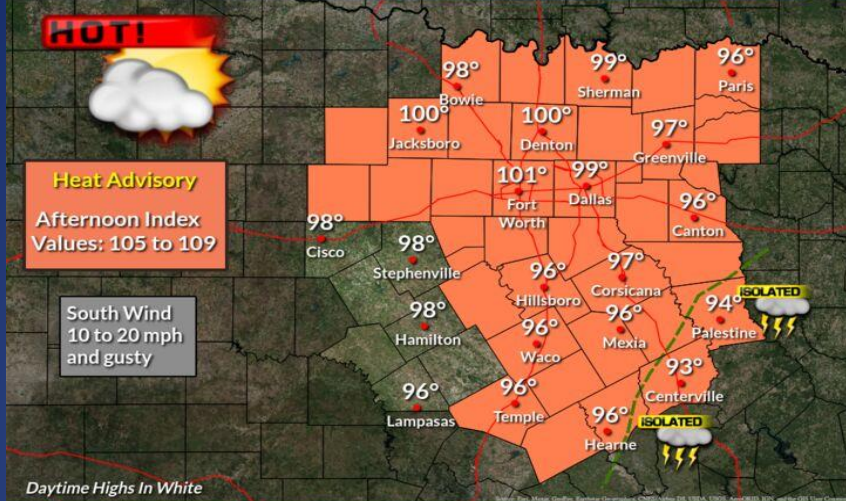 HOT!
98°
Bowie
99°
Sherman
96°
Paris
100°
Jacksboro
100°
Denton
97°
Greenville
Heat Advisory
Afternoon Index
Values: 105 to 109
101°
Fort
Worth
99°
Dallas
96°
Canton
98°
Cisco
98°
Stephenville
96°
Hillsboro
97°
Corsicana
ISOLATED
94°
Palestine
South Wind
10 to 20 mph
and gusty
98°
Hamilton
96°
Waco
96°
Mexia
93°
Centerville
96°
Lampasas
96°
Temple
96°
Hearne
ISOLATED
Daytime Highs In White